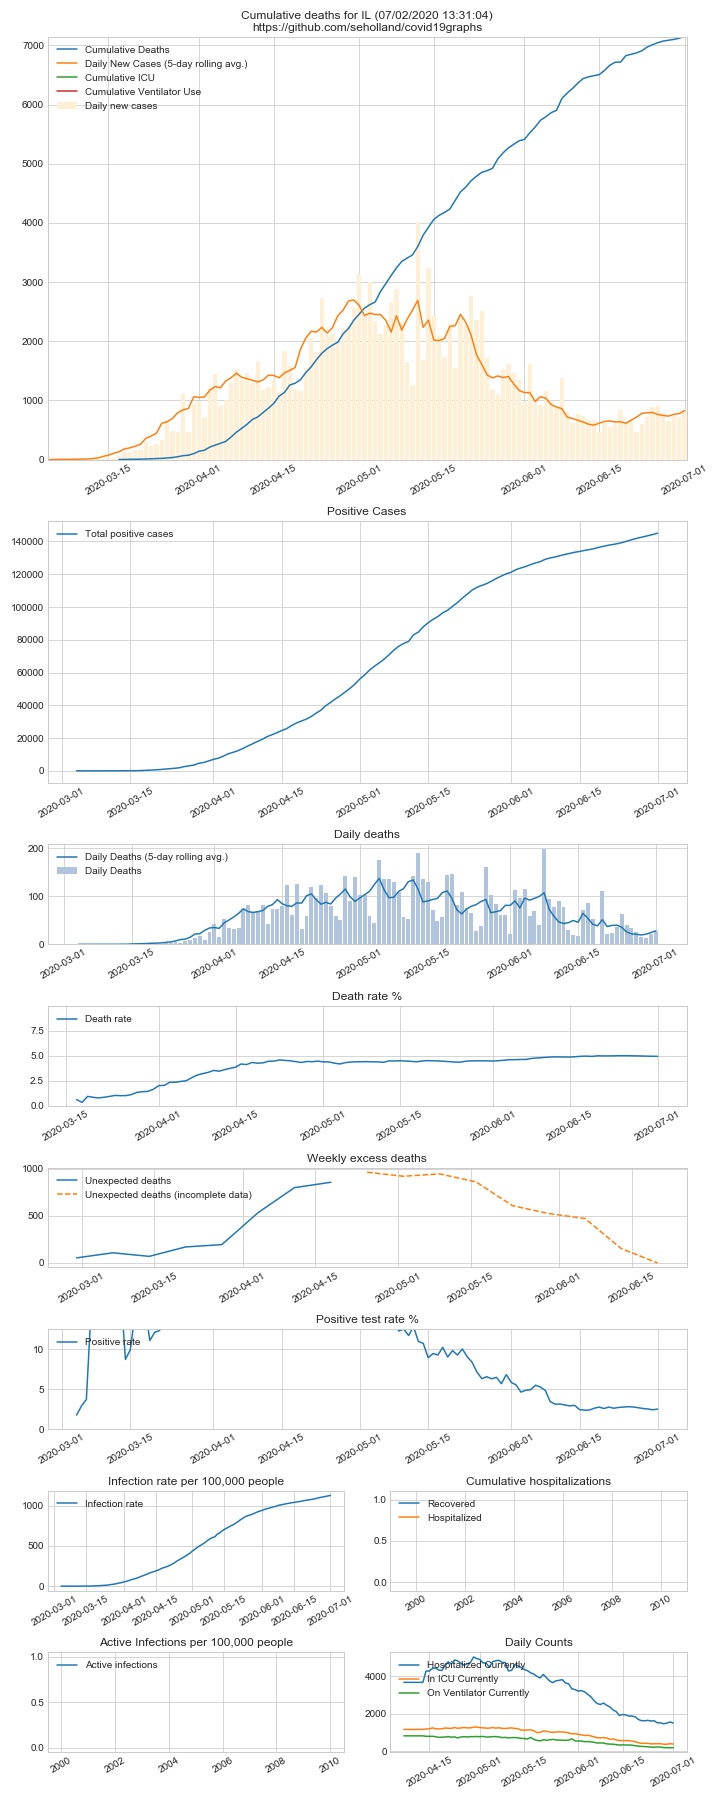 Cumulative deaths for IL (07/02/2020 13:31:04)
https://github.com/seholland/covid19graphs
Cumulative Deaths
Daily New Cases (5-day rolling avg.)
Cumulative ICU
Cumulative Ventilator Use
Daily new cases
7000
6000
5000
4000
3000
2000
1000
0
2020-03-15 2020-04-01 2020-04-15 2020-05-01 2020-05-15 2020-06-01 2020-06-15 2020-07-01
Positive Cases
Total positive cases
140000
120000
100000
80000
60000
40000
20000
0
2020-03-01 2020-03-15 2020-04-01 2020-04-15 2020-05-01 2020-05-15 2020-06-01 2020-06-15 2020-07-01
Daily deaths
Daily Deaths (5-day rolling avg.)
Daily Deaths
200
100
0
2020-03-01 2020-03-15 2020-04-01 2020-04-15 2020-05-01 2020-05-15 2020-06-01 2020-06-15 2020-07-01
Death rate %
Death rate
7.5
5.0
2.5
0.0
2020-03-15 2020-04-01 2020-04-15 2020-05-01 2020-05-15 2020-06-01 2020-06-15 2020-07-01
Weekly excess deaths
Unexpected deaths
Unexpected deaths (incomplete data)
1000
500
0
2020-03-01 2020-03-15 2020-04-01 2020-04-15 2020-05-01 2020-05-15 2020-06-01 2020-06-15
Positive test rate %
Positive rate
10
5
0
2020-03-01 2020-03-15 2020-04-01 2020-04-15 2020-05-01 2020-05-15 2020-06-01 2020-06-15 2020-07-01
Infection rate per 100,000 people
Infection rate
1000
500
0
2020-03-01 2020-03-15 2020-04-01 2020-04-15 2020-05-01 2020-05-15 2020-06-01 2020-06-15 2020-07-01
Cumulative hospitalizations
Recovered
Hospitalized
1.0
0.5
0.0
2000 2002 2004 2006 2008 2010
Active Infections per 100,000 people
Active infections
1.0
0.5
0.0
2000 2002 2004 2006 2008 2010
Daily Counts
Hospitalized Currently
In ICU Currently
On Ventilator Currently
4000
2000
0
2020-04-15 2020-05-01 2020-05-15 2020-06-01 2020-06-15 2020-07-01